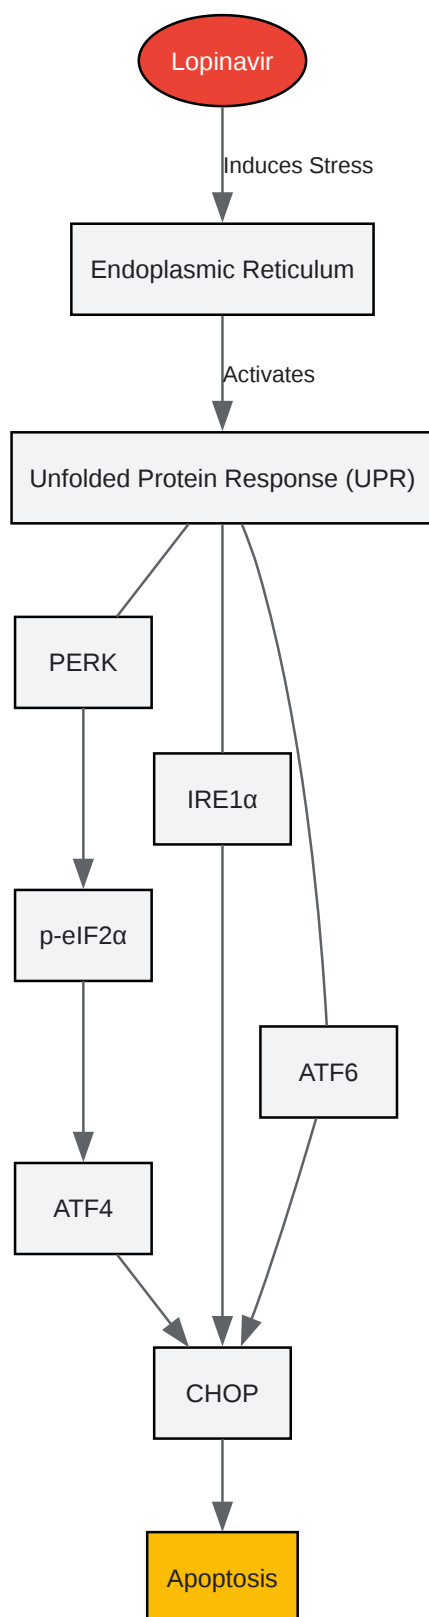 Lopinavir
Induces Stress
Endoplasmic Reticulum
Activates
Unfolded Protein Response (UPR)
PERK
IRE1α
p-eIF2α
ATF6
ATF4
CHOP
Apoptosis